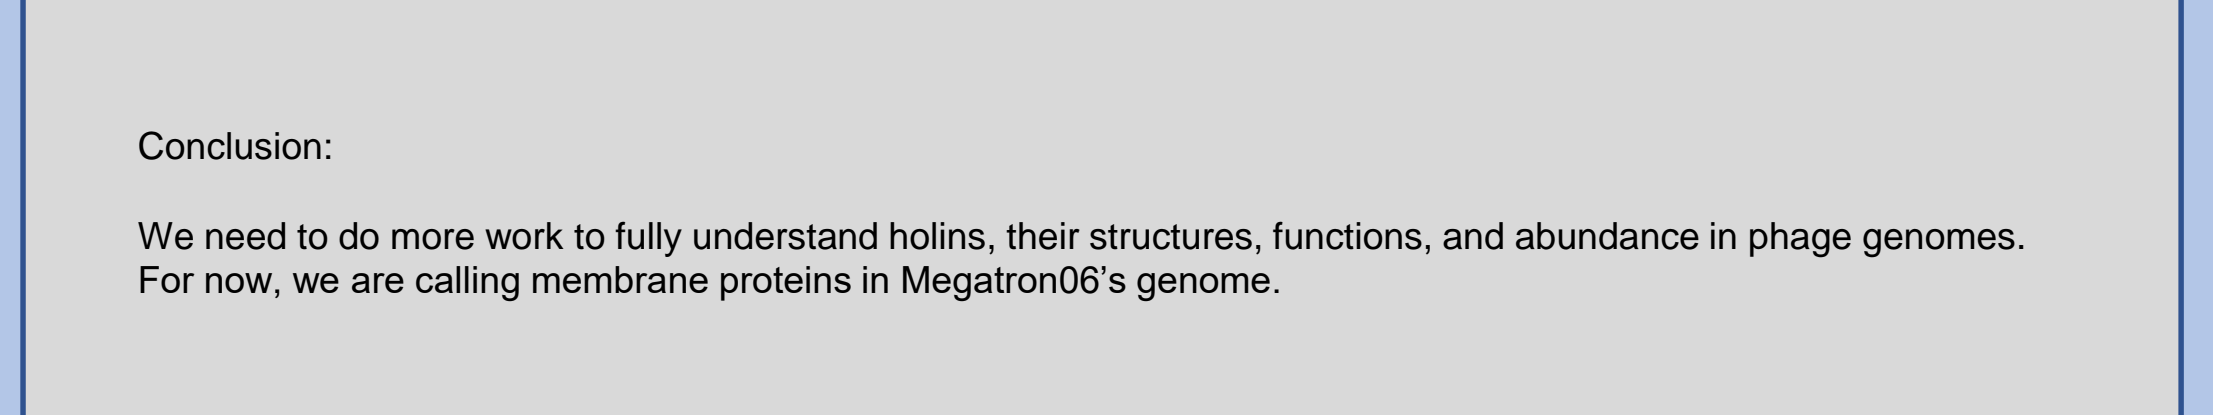 Conclusion:
We need to do more work to fully understand holins, their structures, functions, and abundance in phage genomes.
For now, we are calling membrane proteins in Megatron06’s genome.